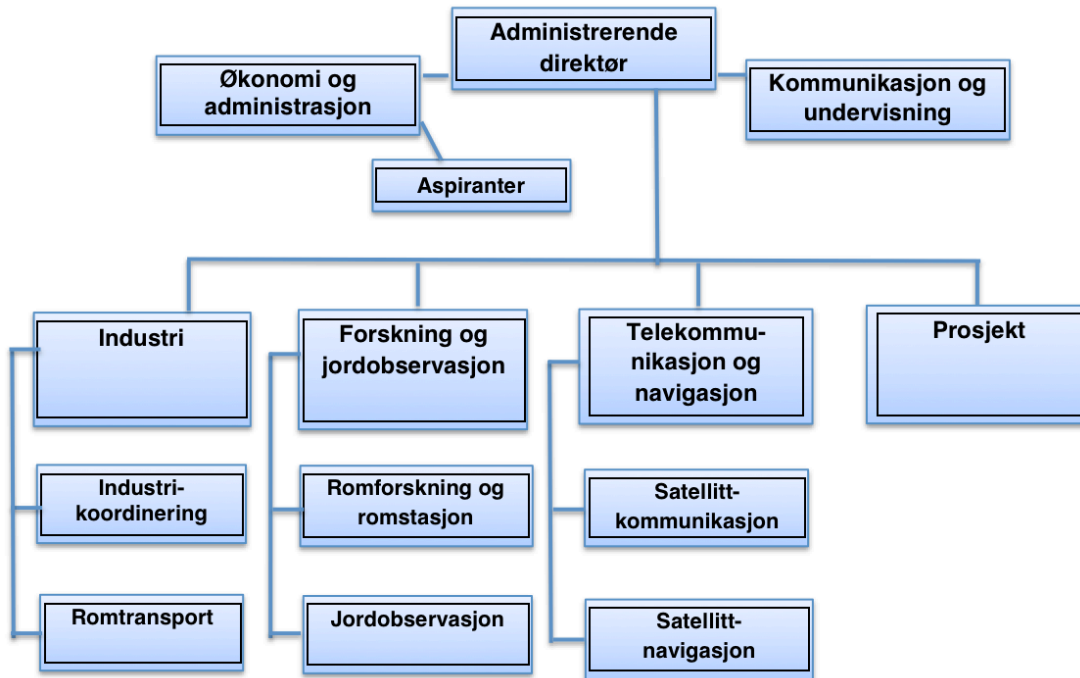 Administrerende
direktør
Økonomi og
administrasjon
Kommunikasjon og
undervisning
Aspiranter
Industri
Forskning og
jordobservasjon
Telekommu-
nikasjon og
navigasjon
Prosjekt
Industri-
koordinering
Romforskning og
romstasjon
Satellitt-
kommunikasjon
Romtransport
Jordobservasjon
Satellitt-
navigasjon